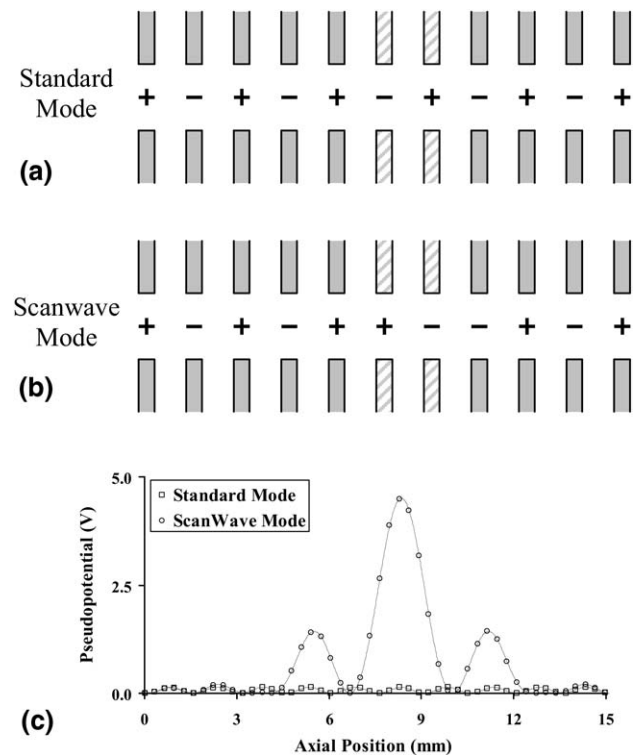 Standard
Mode
+ − + − + − + − + − +
(a)
Scanwave
Mode
+ − + − + + − − + − +
(b)
5.0
2.5
0.0
Pseudopotential (V)
Standard Mode
ScanWave Mode
0 3 6 9 12 15
Axial Position (mm)
(c)